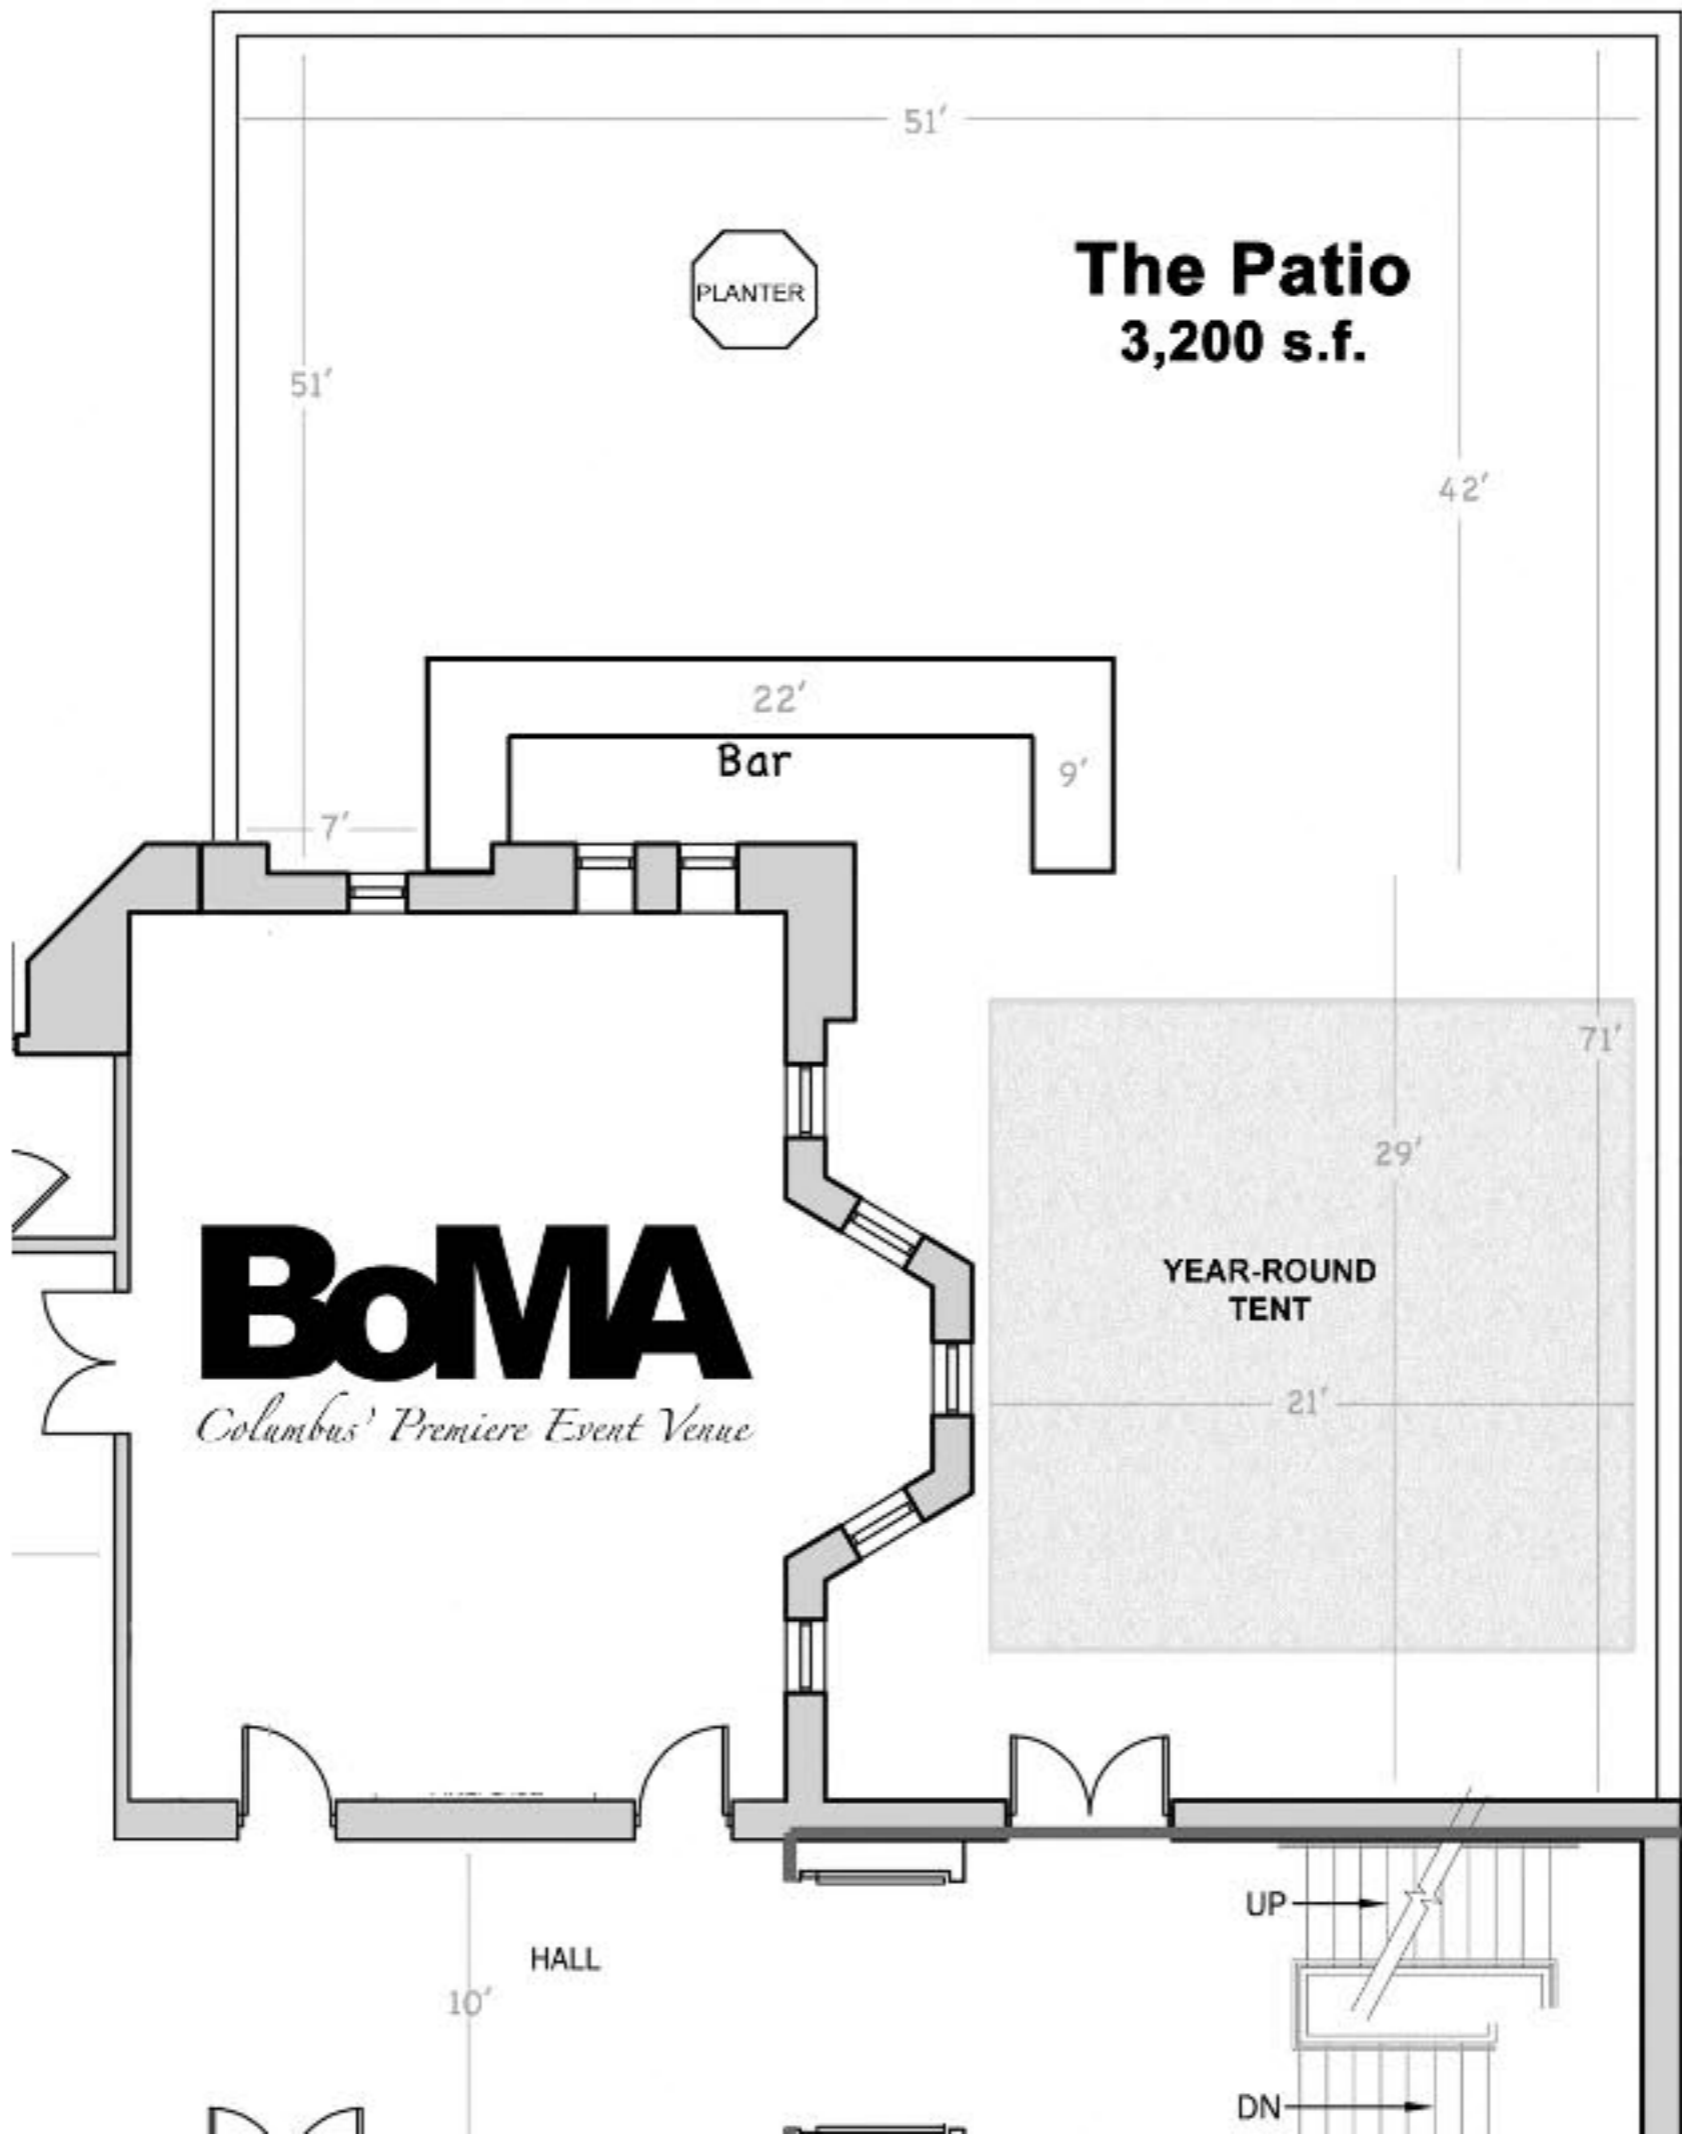 51′
PLANTER
The Patio
3,200 s.f.
51′
42′
22′
Bar
9′
7′
71′
29′
BoMA
Columbus' Premiere Event Venue
YEAR-ROUND
TENT
21′
UP
HALL
10′
DN